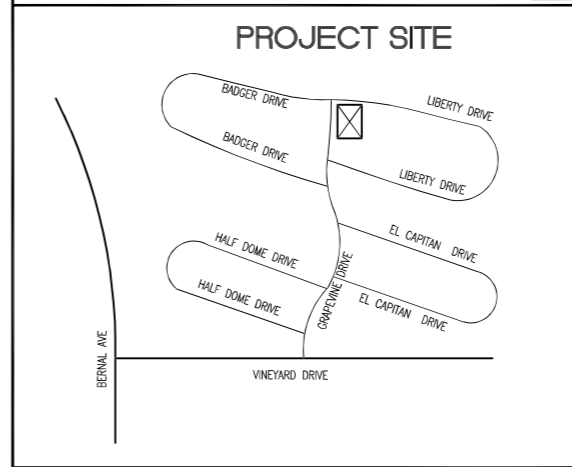 PROJECT SITE
BADGER DRIVE
LIBERTY DRIVE
BADGER DRIVE
LIBERTY DRIVE
EL CAPITAN DRIVE
HALF DOME DRIVE
HALF DOME DRIVE
GRAPEVINE DRIVE
EL CAPITAN DRIVE
BERNAL AVE
VINEYARD DRIVE